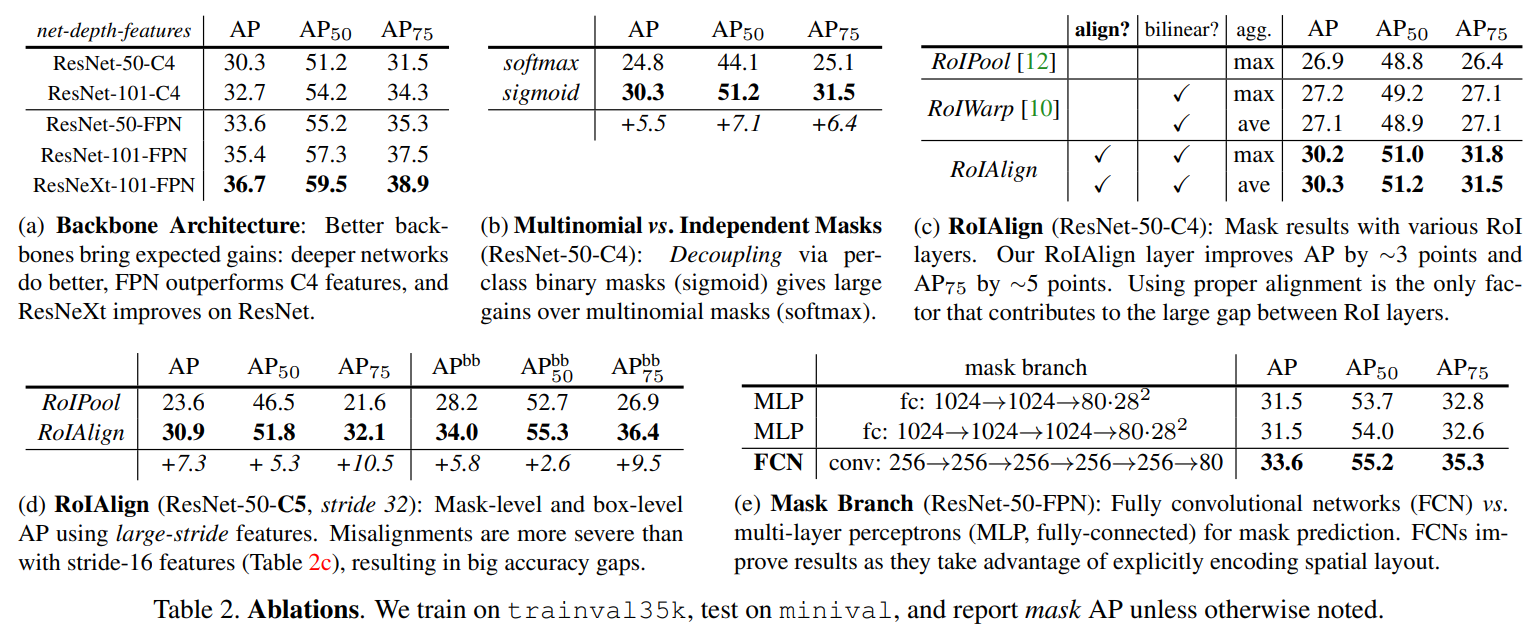 net-depth-features AP AP50 AP75
ResNet-50-C4 30.3 51.2 31.5
ResNet-101-C4 32.7 54.2 34.3
ResNet-50-FPN 33.6 55.2 35.3
ResNet-101-FPN 35.4 57.3 37.5
ResNeXt-101-FPN 36.7 59.5 38.9
(a) Backbone Architecture: Better back-
bones bring expected gains: deeper networks
do better, FPN outperforms C4 features, and
ResNeXt improves on ResNet.
AP AP50 AP75
softmax 24.8 44.1 25.1
sigmoid 30.3 51.2 31.5
+5.5 +7.1 +6.4
(b) Multinomial vs. Independent Masks
(ResNet-50-C4): Decoupling via per-
class binary masks (sigmoid) gives large
gains over multinomial masks (softmax).
align? bilinear? agg. AP AP50 AP75
RoIPool [12] max 26.9 48.8 26.4
RoIWarp [10] ✓ max 27.2 49.2 27.1
✓ ave 27.1 48.9 27.1
RoIAlign ✓ ✓ max 30.2 51.0 31.8
✓ ✓ ave 30.3 51.2 31.5
(c) RoIAlign (ResNet-50-C4): Mask results with various RoI
layers. Our RoIAlign layer improves AP by ∼3 points and
AP75 by ∼5 points. Using proper alignment is the only fac-
tor that contributes to the large gap between RoI layers.
AP AP50 AP75 APbb APbb50 APbb75
RoIPool 23.6 46.5 21.6 28.2 52.7 26.9
RoIAlign 30.9 51.8 32.1 34.0 55.3 36.4
+7.3 + 5.3 +10.5 +5.8 +2.6 +9.5
(d) RoIAlign (ResNet-50-C5, stride 32): Mask-level and box-level
AP using large-stride features. Misalignments are more severe than
with stride-16 features (Table 2c), resulting in big accuracy gaps.
mask branch AP AP50 AP75
MLP fc: 1024→1024→80·28² 31.5 53.7 32.8
MLP fc: 1024→1024→1024→80·28² 31.5 54.0 32.6
FCN conv: 256→256→256→256→256→80 33.6 55.2 35.3
(e) Mask Branch (ResNet-50-FPN): Fully convolutional networks (FCN) vs.
multi-layer perceptrons (MLP, fully-connected) for mask prediction. FCNs im-
prove results as they take advantage of explicitly encoding spatial layout.
Table 2. Ablations. We train on trainval35k, test on minival, and report mask AP unless otherwise noted.